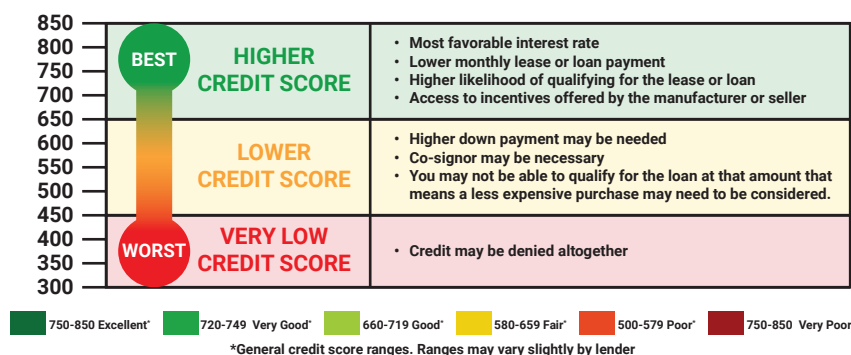 850
800
750
700
650
600
550
500
450
400
350
300
BEST
WORST
HIGHER
CREDIT SCORE
• Most favorable interest rate
• Lower monthly lease or loan payment
• Higher likelihood of qualifying for the lease or loan
• Access to incentives offered by the manufacturer or seller
LOWER
CREDIT SCORE
• Higher down payment may be needed
• Co-signor may be necessary
• You may not be able to qualify for the loan at that amount that
means a less expensive purchase may need to be considered.
VERY LOW
CREDIT SCORE
• Credit may be denied altogether
750-850 Excellent* 720-749 Very Good* 660-719 Good* 580-659 Fair* 500-579 Poor* 750-850 Very Poor
*General credit score ranges. Ranges may vary slightly by lender